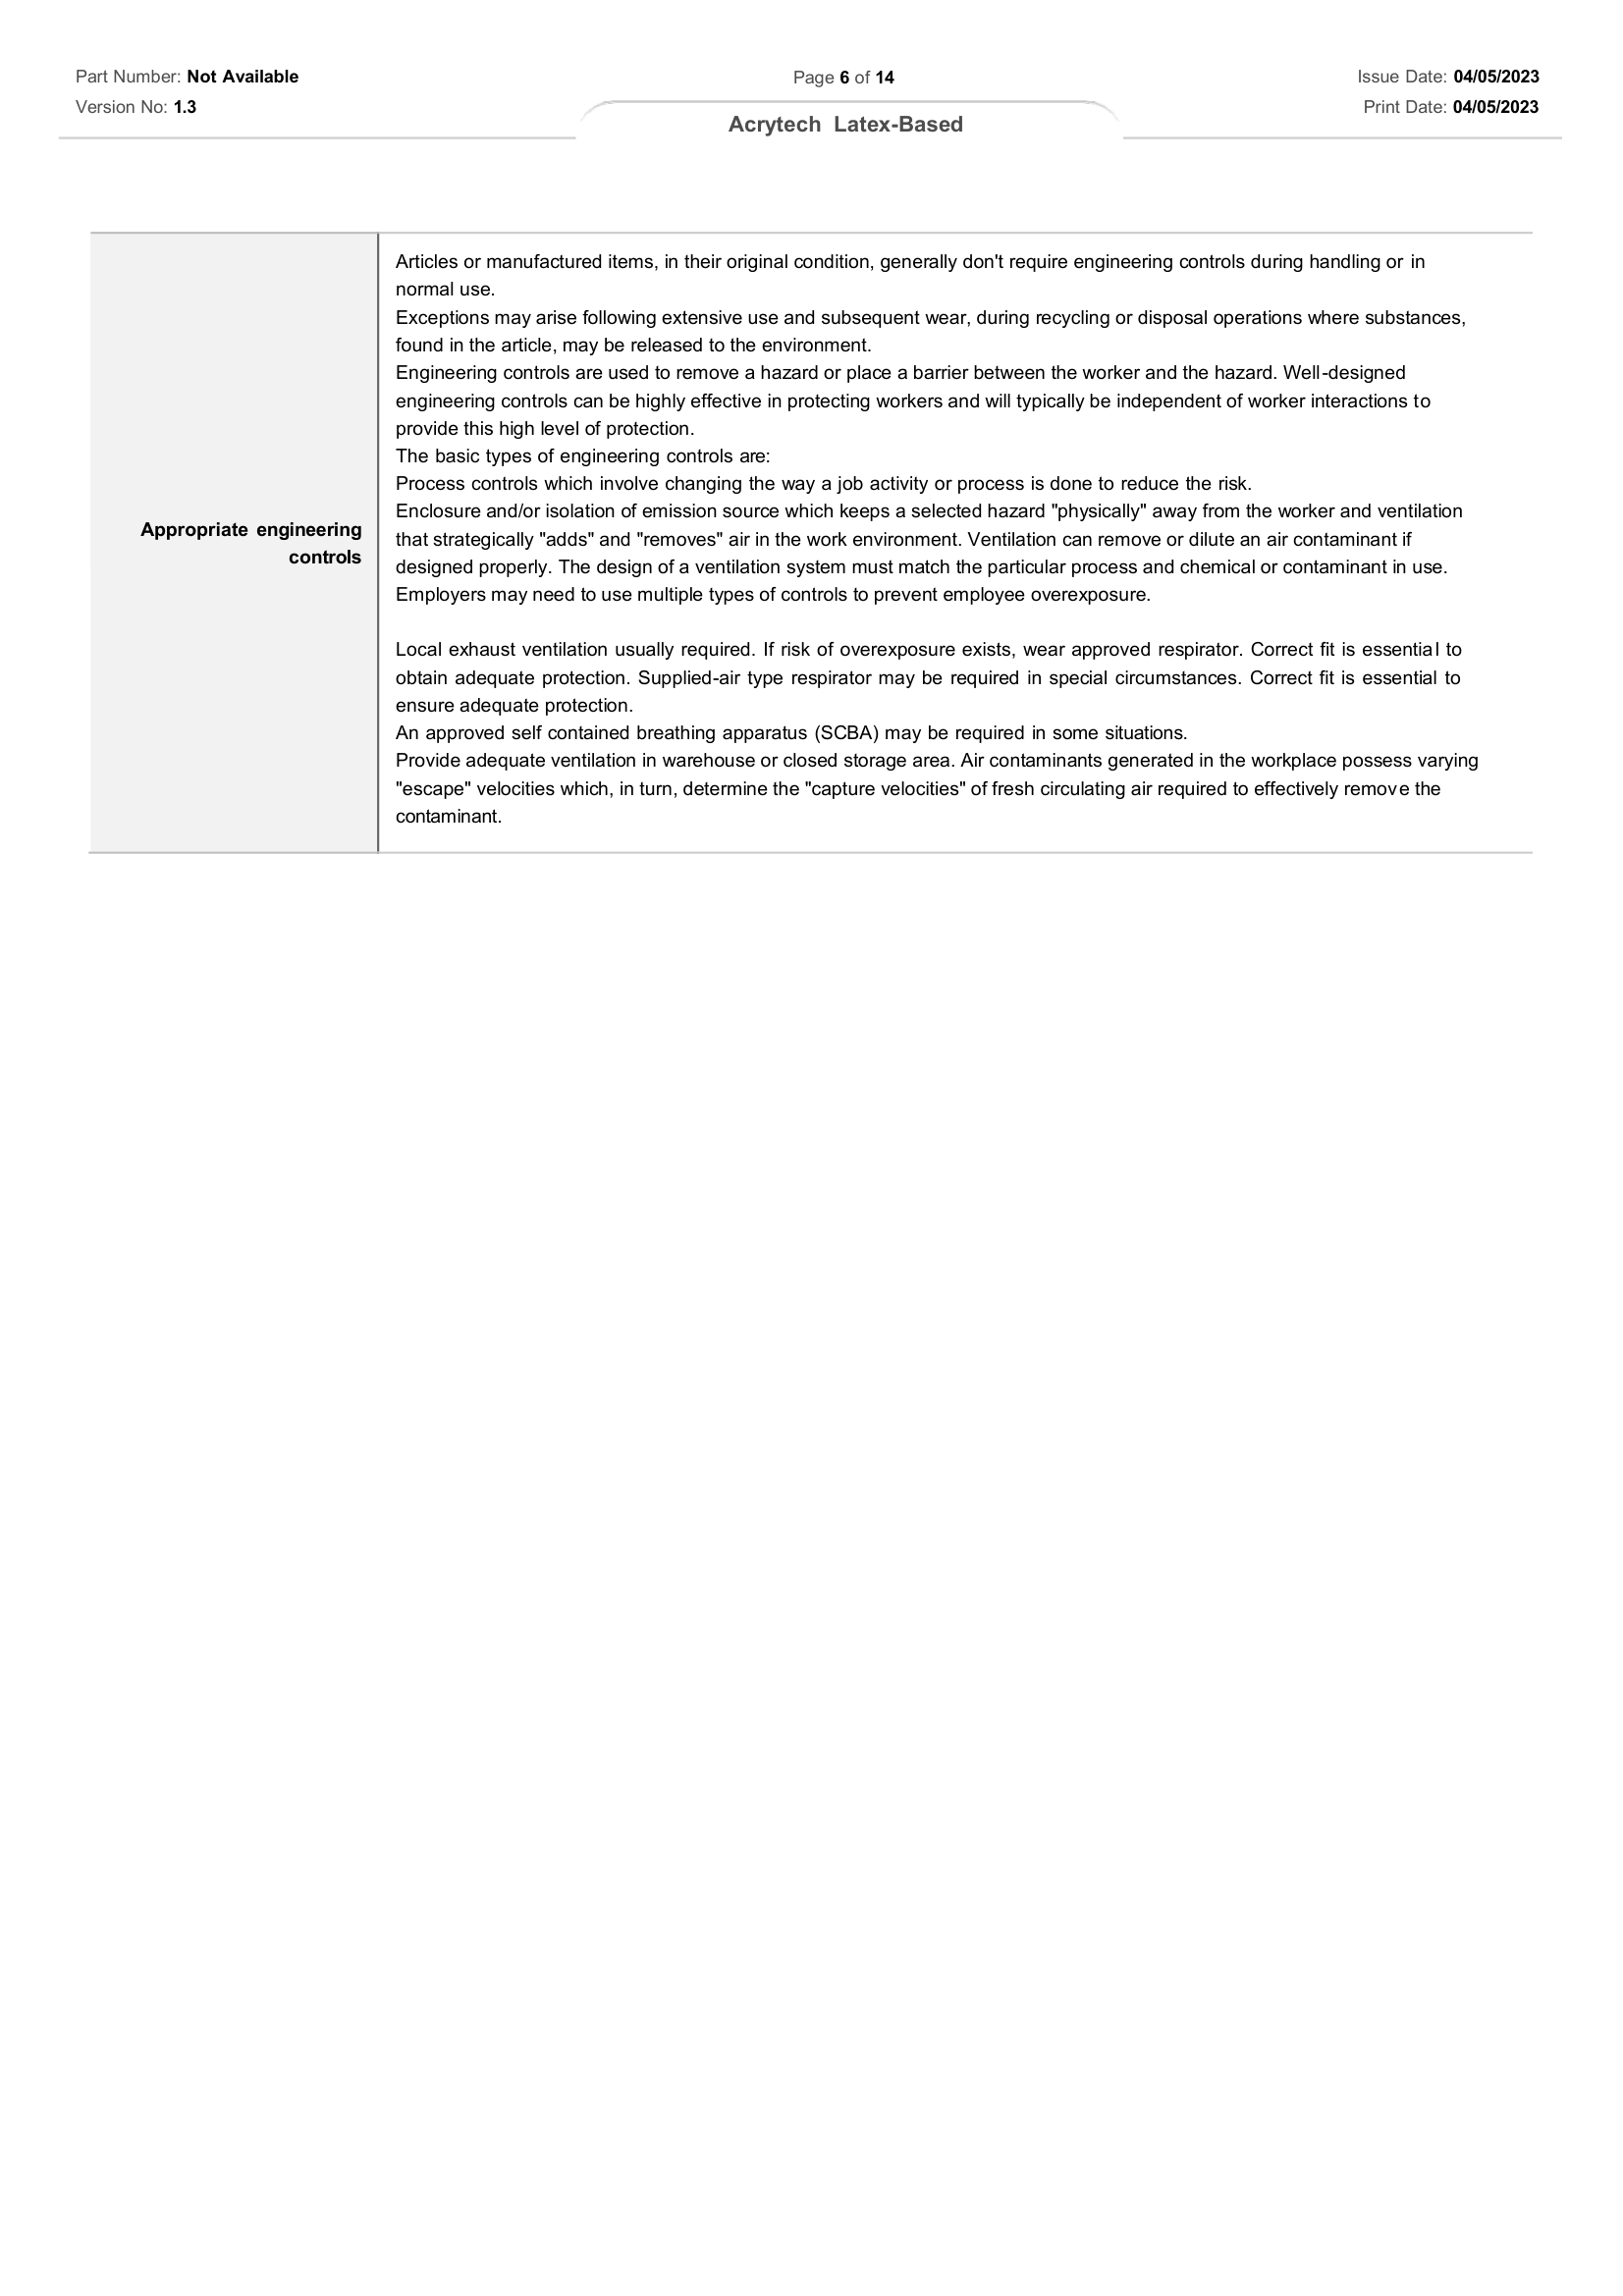 Part Number: Not Available
Version No: 1.3
Page 6 of 14
Acrytech Latex-Based
Issue Date: 04/05/2023
Print Date: 04/05/2023
Appropriate engineering
controls
Articles or manufactured items, in their original condition, generally don't require engineering controls during handling or in
normal use.
Exceptions may arise following extensive use and subsequent wear, during recycling or disposal operations where substances,
found in the article, may be released to the environment.
Engineering controls are used to remove a hazard or place a barrier between the worker and the hazard. Well-designed
engineering controls can be highly effective in protecting workers and will typically be independent of worker interactions to
provide this high level of protection.
The basic types of engineering controls are:
Process controls which involve changing the way a job activity or process is done to reduce the risk.
Enclosure and/or isolation of emission source which keeps a selected hazard "physically" away from the worker and ventilation
that strategically "adds" and "removes" air in the work environment. Ventilation can remove or dilute an air contaminant if
designed properly. The design of a ventilation system must match the particular process and chemical or contaminant in use.
Employers may need to use multiple types of controls to prevent employee overexposure.
Local exhaust ventilation usually required. If risk of overexposure exists, wear approved respirator. Correct fit is essential to
obtain adequate protection. Supplied-air type respirator may be required in special circumstances. Correct fit is essential to
ensure adequate protection.
An approved self contained breathing apparatus (SCBA) may be required in some situations.
Provide adequate ventilation in warehouse or closed storage area. Air contaminants generated in the workplace possess varying
"escape" velocities which, in turn, determine the "capture velocities" of fresh circulating air required to effectively remove the
contaminant.